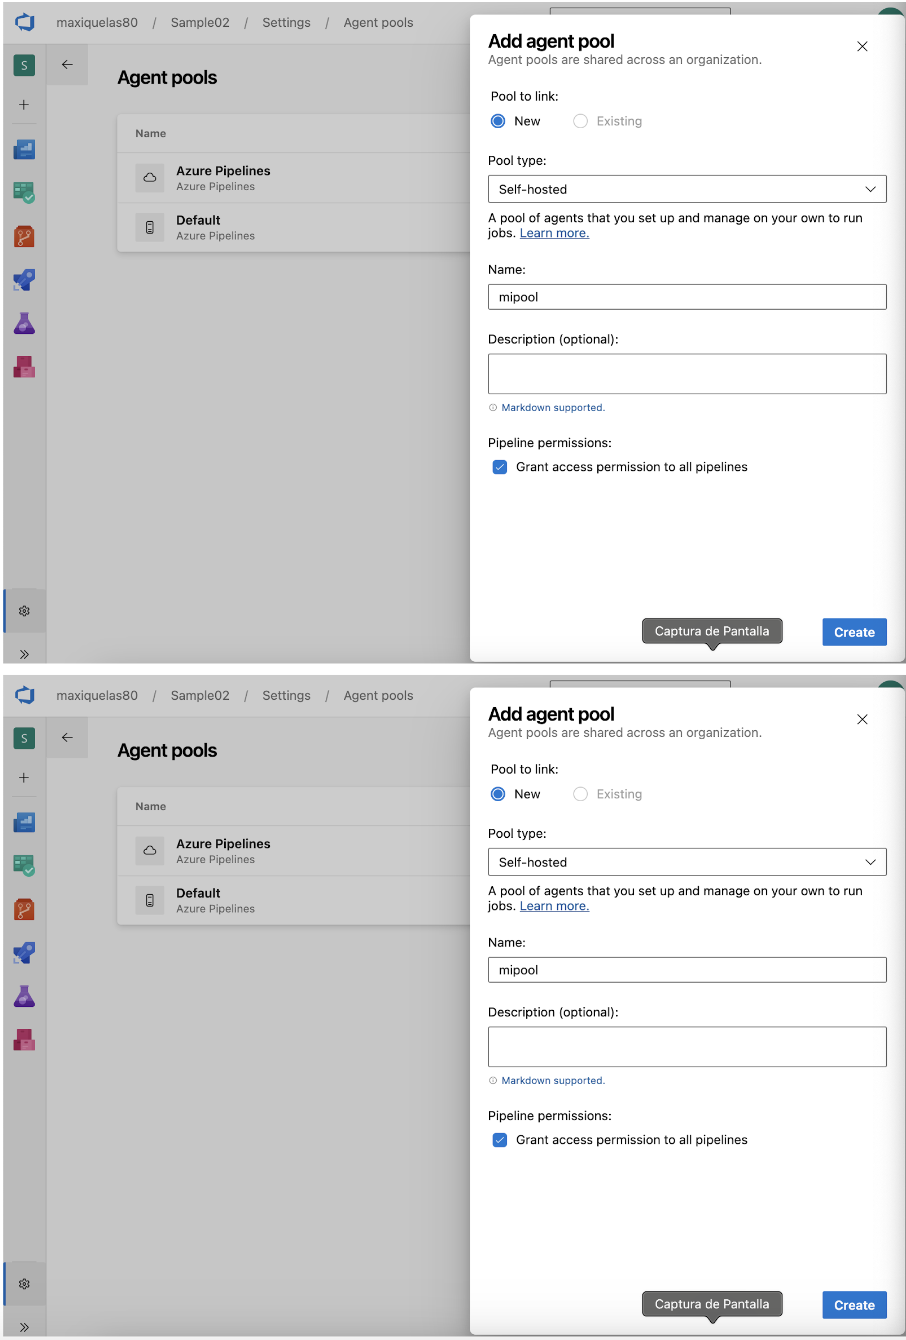 maxiquelas80 / Sample02 / Settings / Agent pools
S
Agent pools
Name
Azure Pipelines
Azure Pipelines
Default
Azure Pipelines
Add agent pool
Agent pools are shared across an organization.
Pool to link:
New Existing
Pool type:
Self-hosted
A pool of agents that you set up and manage on your own to run
jobs. Learn more.
Name:
mipool
Description (optional):
Markdown supported.
Pipeline permissions:
Grant access permission to all pipelines
Captura de Pantalla
Create
maxiquelas80 / Sample02 / Settings / Agent pools
S
Agent pools
Name
Azure Pipelines
Azure Pipelines
Default
Azure Pipelines
Add agent pool
Agent pools are shared across an organization.
Pool to link:
New Existing
Pool type:
Self-hosted
A pool of agents that you set up and manage on your own to run
jobs. Learn more.
Name:
mipool
Description (optional):
Markdown supported.
Pipeline permissions:
Grant access permission to all pipelines
Captura de Pantalla
Create